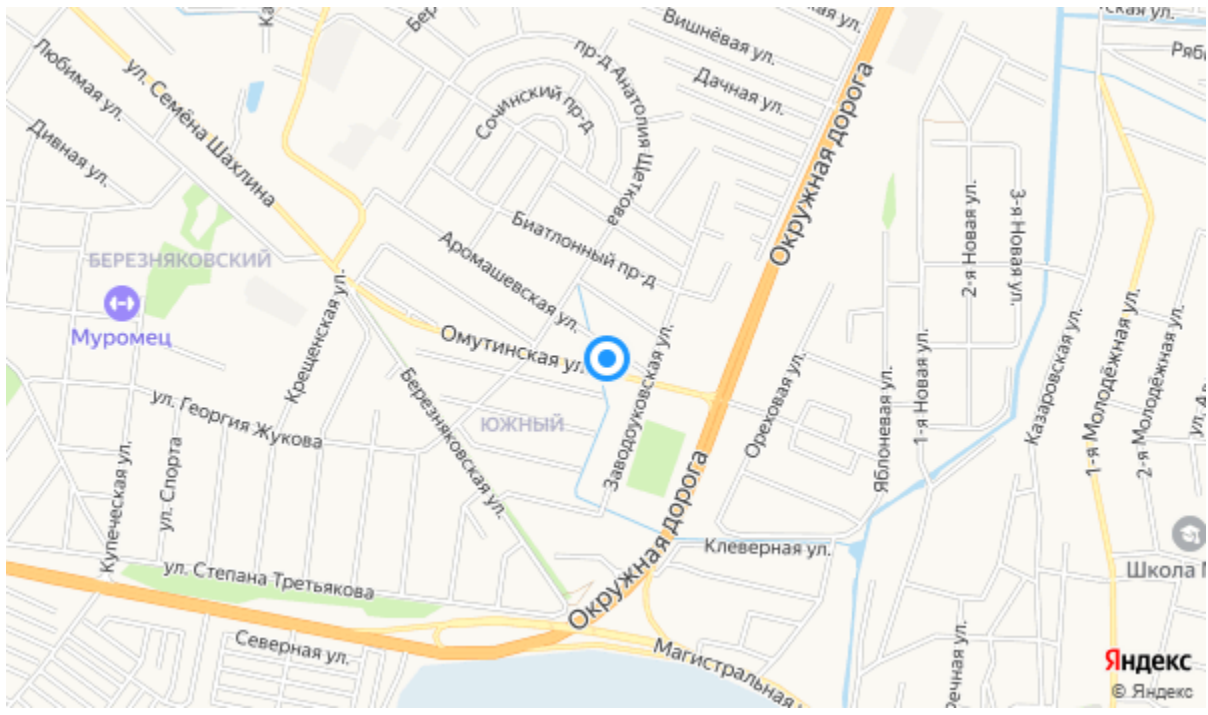 Вишнёвая ул.
Дачная ул.
пр-д Анатолия Щеткова
Сочинский пр-д
Любимая ул.
ул. Семёна Шахлина
Дивная ул.
Окружная дорога
3-я Новая ул.
2-я Новая ул.
Биатлонный пр-д
Аромашевская ул.
БЕРЕЗНЯКОВСКИЙ
Муромец
Крещенская ул.
Омутинская ул.
Березняковская ул.
Заводоуковская ул.
ЮЖНЫЙ
Ореховая ул.
Яблоневая ул.
1-я Новая ул.
Казаровская ул.
1-я Молодёжная ул.
2-я Молодёжная ул.
ул. Георгия Жукова
Купеческая ул.
ул. Спорта
Окружная дорога
Клеверная ул.
Школа
ул. Степана Третьякова
Северная ул.
Магистральная
Яндекс
© Яндекс